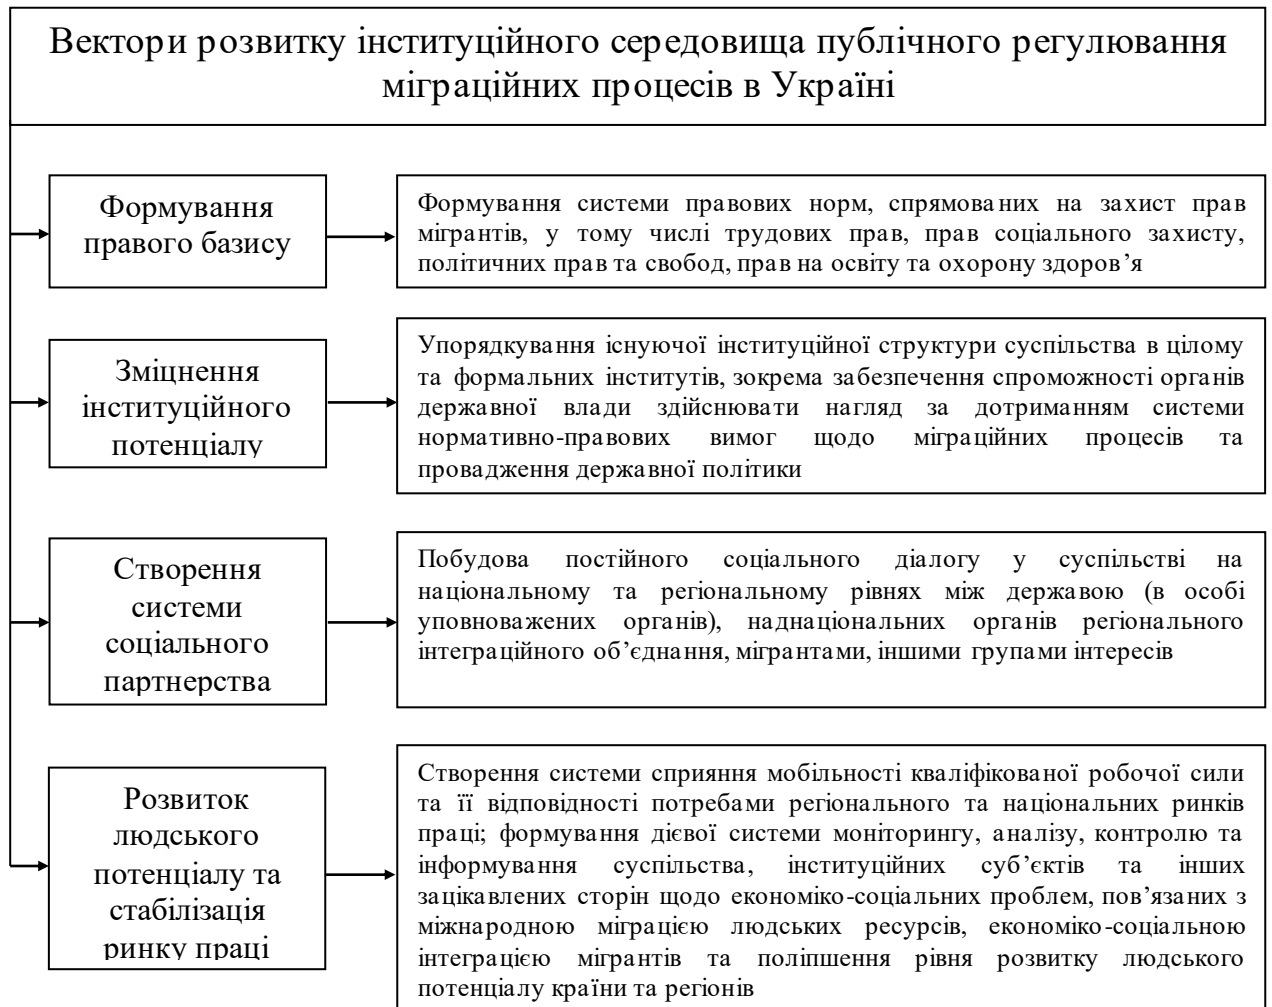 Вектори розвитку інституційного середовища публічного регулювання
міграційних процесів в Україні
Формування
правого базису
Формування системи правових норм, спрямованих на захист прав
мігрантів, у тому числі трудових прав, прав соціального захисту,
політичних прав та свобод, прав на освіту та охорону здоров’я
Зміцнення
інституційного
потенціалу
Упорядкування існуючої інституційної структури суспільства в цілому
та формальних інститутів, зокрема забезпечення спроможності органів
державної влади здійснювати нагляд за дотриманням системи
нормативно-правових вимог щодо міграційних процесів та
провадження державної політики
Створення
системи
соціального
партнерства
Побудова постійного соціального діалогу у суспільстві на
національному та регіональному рівнях між державою (в особі
уповноважених органів), наднаціональних органів регіонального
інтеграційного об’єднання, мігрантами, іншими групами інтересів
Розвиток
людського
потенціалу та
стабілізація
ринку праці
Створення системи сприяння мобільності кваліфікованої робочої сили
та її відповідності потребами регіонального та національних ринків
праці; формування дієвої системи моніторингу, аналізу, контролю та
інформування суспільства, інституційних суб’єктів та інших
зацікавлених сторін щодо економіко-соціальних проблем, пов’язаних з
міжнародною міграцією людських ресурсів, економіко-соціальною
інтеграцією мігрантів та поліпшення рівня розвитку людського
потенціалу країни та регіонів